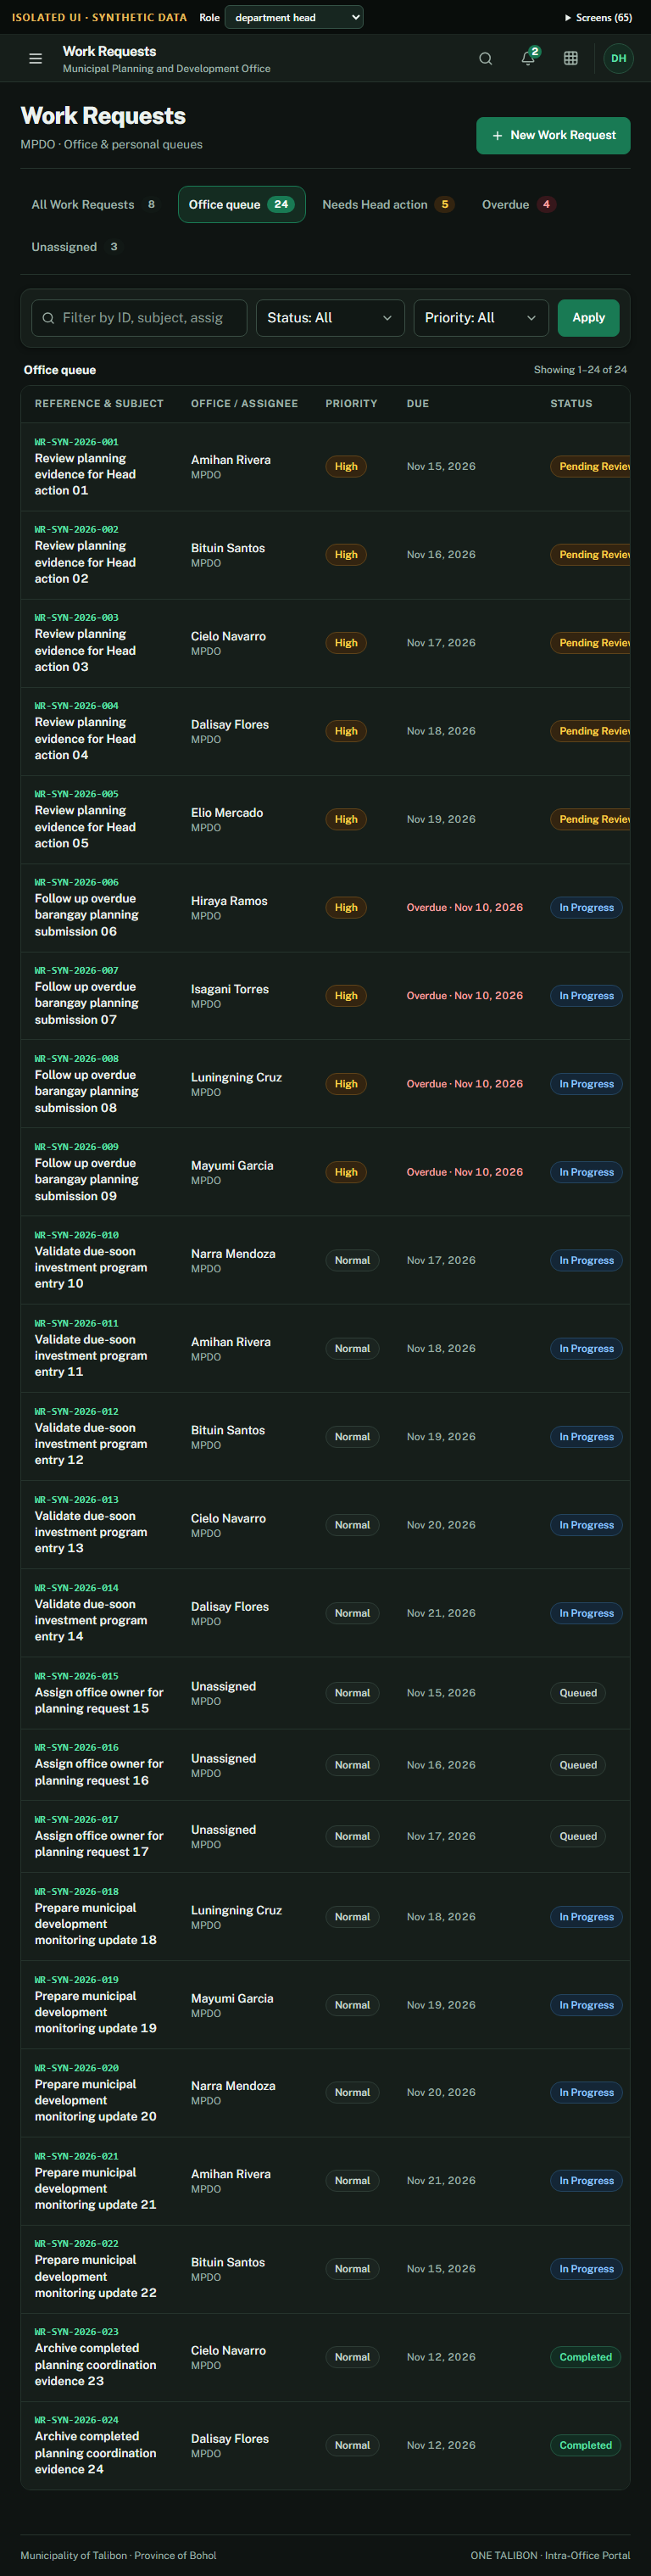 ISOLATED UI · SYNTHETIC DATA Role department head Screens (65)
Work Requests
Municipal Planning and Development Office
2
DH
Work Requests
MPDO · Office & personal queues
New Work Request
All Work Requests 8 Office queue 24 Needs Head action 5 Overdue 4
Unassigned 3
Filter by ID, subject, assig Status: All Priority: All Apply
Office queue Showing 1–24 of 24
REFERENCE & SUBJECT OFFICE / ASSIGNEE PRIORITY DUE STATUS
WR-SYN-2026-001
Review planning
evidence for Head
action 01
Amihan Rivera
MPDO
High Nov 15, 2026 Pending Review
WR-SYN-2026-002
Review planning
evidence for Head
action 02
Bituin Santos
MPDO
High Nov 16, 2026 Pending Review
WR-SYN-2026-003
Review planning
evidence for Head
action 03
Cielo Navarro
MPDO
High Nov 17, 2026 Pending Review
WR-SYN-2026-004
Review planning
evidence for Head
action 04
Dalisay Flores
MPDO
High Nov 18, 2026 Pending Review
WR-SYN-2026-005
Review planning
evidence for Head
action 05
Elio Mercado
MPDO
High Nov 19, 2026 Pending Review
WR-SYN-2026-006
Follow up overdue
barangay planning
submission 06
Hiraya Ramos
MPDO
High Overdue · Nov 10, 2026 In Progress
WR-SYN-2026-007
Follow up overdue
barangay planning
submission 07
Isagani Torres
MPDO
High Overdue · Nov 10, 2026 In Progress
WR-SYN-2026-008
Follow up overdue
barangay planning
submission 08
Luningning Cruz
MPDO
High Overdue · Nov 10, 2026 In Progress
WR-SYN-2026-009
Follow up overdue
barangay planning
submission 09
Mayumi Garcia
MPDO
High Overdue · Nov 10, 2026 In Progress
WR-SYN-2026-010
Validate due-soon
investment program
entry 10
Narra Mendoza
MPDO
Normal Nov 17, 2026 In Progress
WR-SYN-2026-011
Validate due-soon
investment program
entry 11
Amihan Rivera
MPDO
Normal Nov 18, 2026 In Progress
WR-SYN-2026-012
Validate due-soon
investment program
entry 12
Bituin Santos
MPDO
Normal Nov 19, 2026 In Progress
WR-SYN-2026-013
Validate due-soon
investment program
entry 13
Cielo Navarro
MPDO
Normal Nov 20, 2026 In Progress
WR-SYN-2026-014
Validate due-soon
investment program
entry 14
Dalisay Flores
MPDO
Normal Nov 21, 2026 In Progress
WR-SYN-2026-015
Assign office owner for
planning request 15
Unassigned
MPDO
Normal Nov 15, 2026 Queued
WR-SYN-2026-016
Assign office owner for
planning request 16
Unassigned
MPDO
Normal Nov 16, 2026 Queued
WR-SYN-2026-017
Assign office owner for
planning request 17
Unassigned
MPDO
Normal Nov 17, 2026 Queued
WR-SYN-2026-018
Prepare municipal
development
monitoring update 18
Luningning Cruz
MPDO
Normal Nov 18, 2026 In Progress
WR-SYN-2026-019
Prepare municipal
development
monitoring update 19
Mayumi Garcia
MPDO
Normal Nov 19, 2026 In Progress
WR-SYN-2026-020
Prepare municipal
development
monitoring update 20
Narra Mendoza
MPDO
Normal Nov 20, 2026 In Progress
WR-SYN-2026-021
Prepare municipal
development
monitoring update 21
Amihan Rivera
MPDO
Normal Nov 21, 2026 In Progress
WR-SYN-2026-022
Prepare municipal
development
monitoring update 22
Bituin Santos
MPDO
Normal Nov 15, 2026 In Progress
WR-SYN-2026-023
Archive completed
planning coordination
evidence 23
Cielo Navarro
MPDO
Normal Nov 12, 2026 Completed
WR-SYN-2026-024
Archive completed
planning coordination
evidence 24
Dalisay Flores
MPDO
Normal Nov 12, 2026 Completed
Municipality of Talibon · Province of Bohol ONE TALIBON · Intra-Office Portal